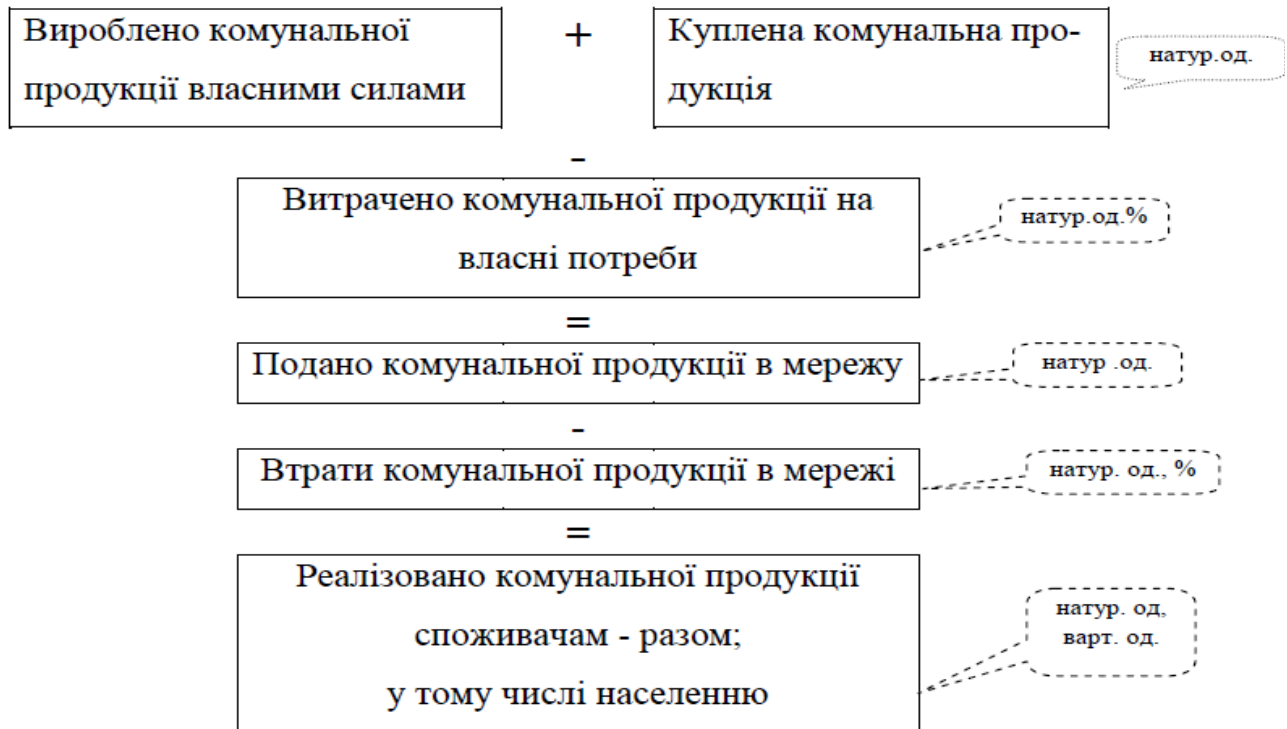 Вироблено комунальної
продукції власними силами
+
Куплена комунальна про-
дукція
натур.од.
-
Витрачено комунальної продукції на
власні потреби
натур.од.%
=
Подано комунальної продукції в мережу
натур .од.
-
Втрати комунальної продукції в мережі
натур. од., %
=
Реалізовано комунальної продукції
споживачам - разом;
у тому числі населенню
натур. од,
варт. од.